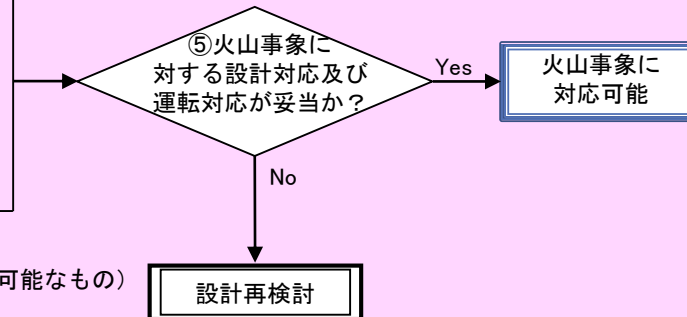 ⑤火山事象に
対する設計対応及び
運転対応が妥当か？
Yes
火山事象に
対応可能
No
可能なもの）
設計再検討